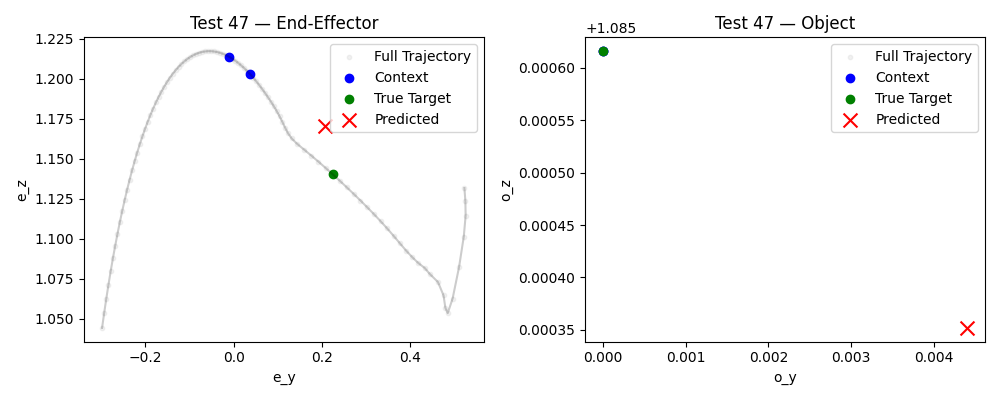 Test 47 — End-Effector
1.225
1.200
1.175
1.150
1.125
1.100
1.075
1.050
e_z
−0.2
0.0
0.2
0.4
e_y
Full Trajectory
Context
True Target
Predicted
Test 47 — Object
+1.085
0.00060
0.00055
0.00050
0.00045
0.00040
0.00035
o_z
0.000
0.001
0.002
0.003
0.004
o_y
Full Trajectory
Context
True Target
Predicted